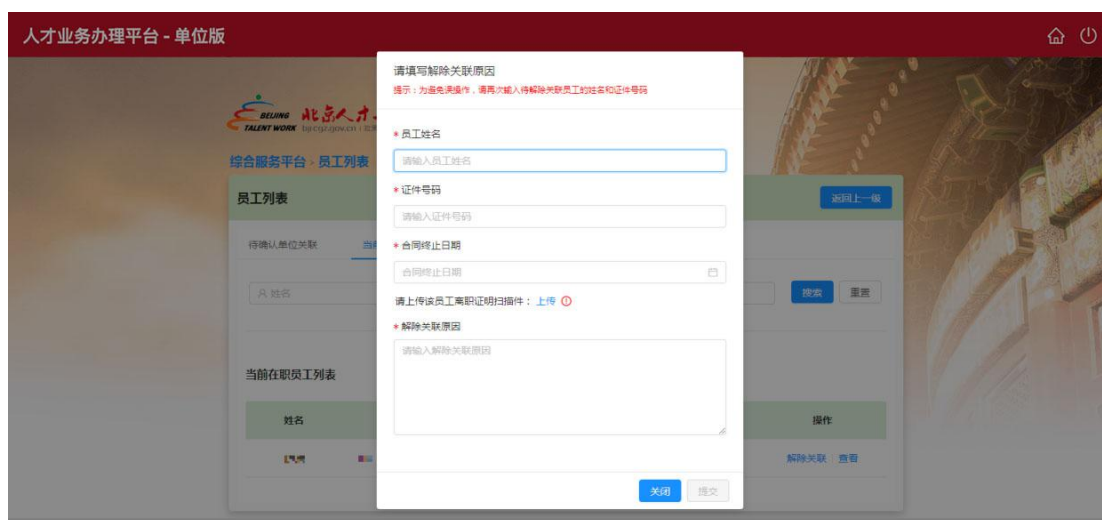 人才业务办理平台 - 单位版
BEIJING
TALENT WORK
北京人才
bjrcgz.gov.cn
综合服务平台 > 员工列表
员工列表
返回上一级
待确认单位关联
姓名
搜索
重置
当前在职员工列表
姓名
操作
解除关联
查看
请填写解除关联原因
提示：为避免误操作，请再次输入待解除关联员工的姓名和证件号码
* 员工姓名
请输入员工姓名
* 证件号码
请输入证件号码
* 合同终止日期
合同终止日期
请上传该员工离职证明扫描件： 上传
* 解除关联原因
请输入解除关联原因
关闭
提交